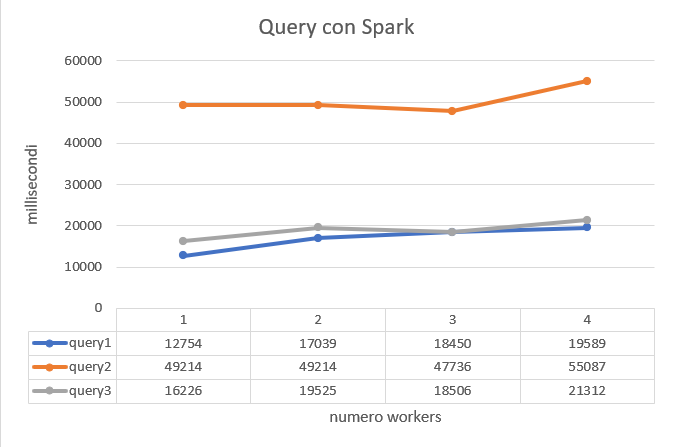 Query con Spark
60000
50000
40000
30000
20000
10000
0
millisecondi
1 2 3 4
query1 12754 17039 18450 19589
query2 49214 49214 47736 55087
query3 16226 19525 18506 21312
numero workers